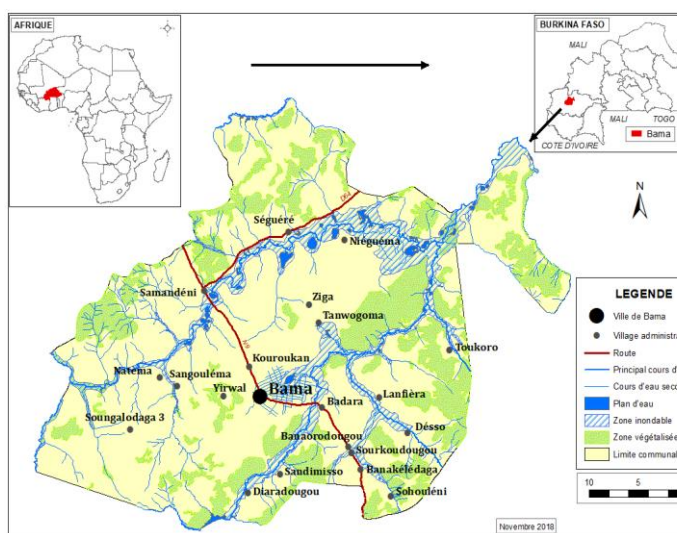 AFRIQUE
BURKINA FASO
MALI
MALI
TOGO
COTE D'IVOIRE
Bama
N
Séguéré
Niéguéma
Samandéni
Ziga
Tanwogoma
Toukoro
Kouroukan
Natéma
Sangouléma
Yirwal
Bama
Badara
Lanfièra
Soungalodaga 3
Désso
Banaorodougou
Sourkoudougou
Banakélédaga
Saudimisso
Diaradougou
Sohouléni
LEGENDE
Ville de Bama
Village administra
Route
Principal cours d'
Cours d'eau seco
Plan d'eau
Zone inondable
Zone végétalisée
Limite communal
10 5
Novembre 2018